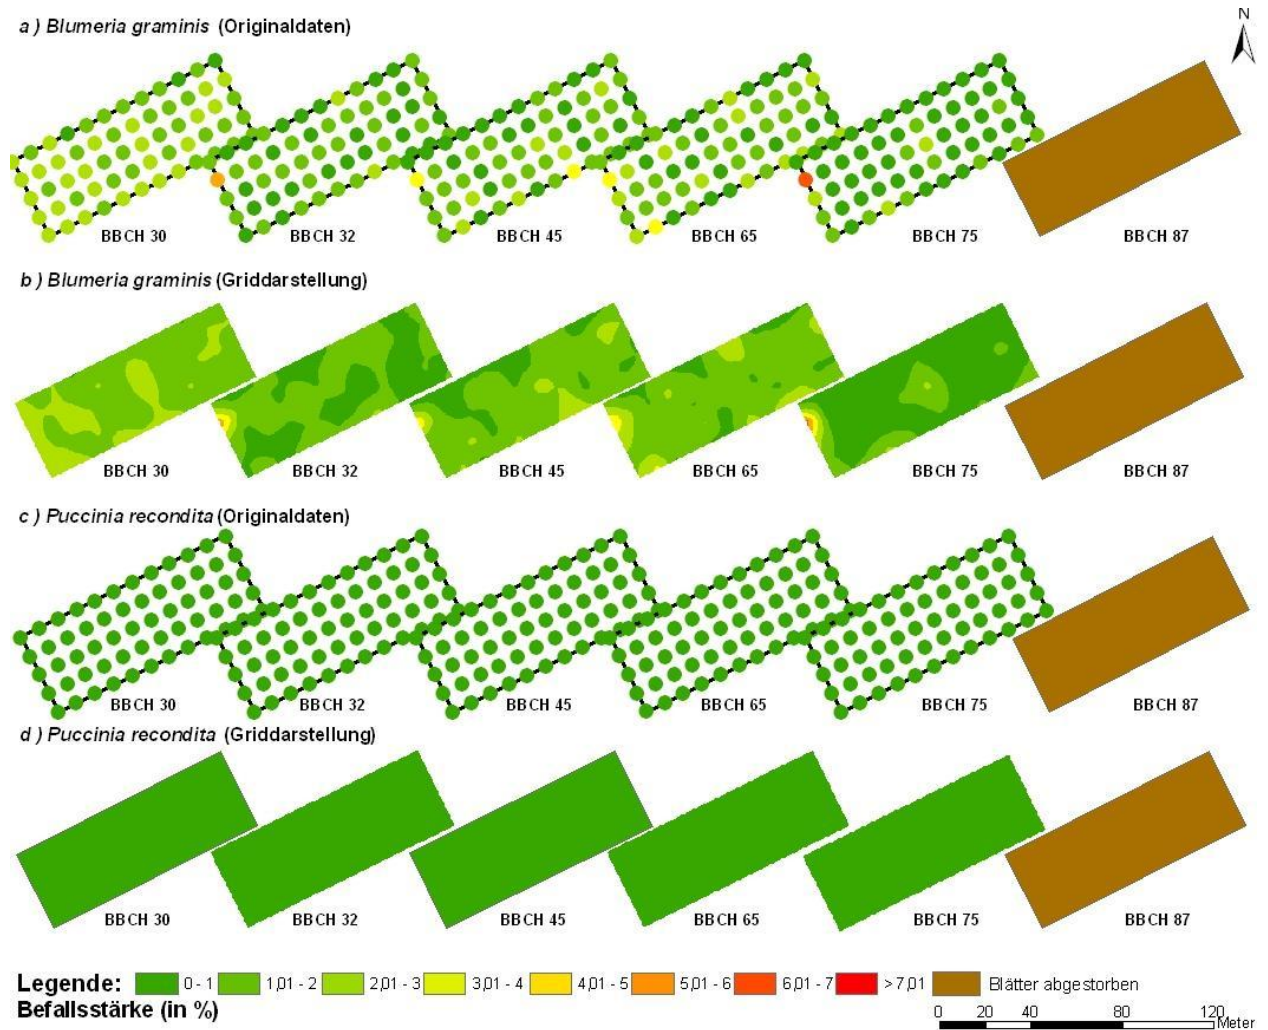 N
a ) Blumeria graminis (Originaldaten)
BBCH 30 BBCH 32 BBCH 45 BBCH 65 BBCH 75 BBCH 87
b ) Blumeria graminis (Griddarstellung)
BBCH 30 BBCH 32 BBCH 45 BBCH 65 BBCH 75 BBCH 87
c ) Puccinia recondita (Originaldaten)
BBCH 30 BBCH 32 BBCH 45 BBCH 65 BBCH 75 BBCH 87
d ) Puccinia recondita (Griddarstellung)
BBCH 30 BBCH 32 BBCH 45 BBCH 65 BBCH 75 BBCH 87
Legende: 0 - 1 1,01 - 2 2,01 - 3 3,01 - 4 4,01 - 5 5,01 - 6 6,01 - 7 >7,01 Blätter abgestorben
Befallsstärke (in %)
0 20 40 80 120
Meter